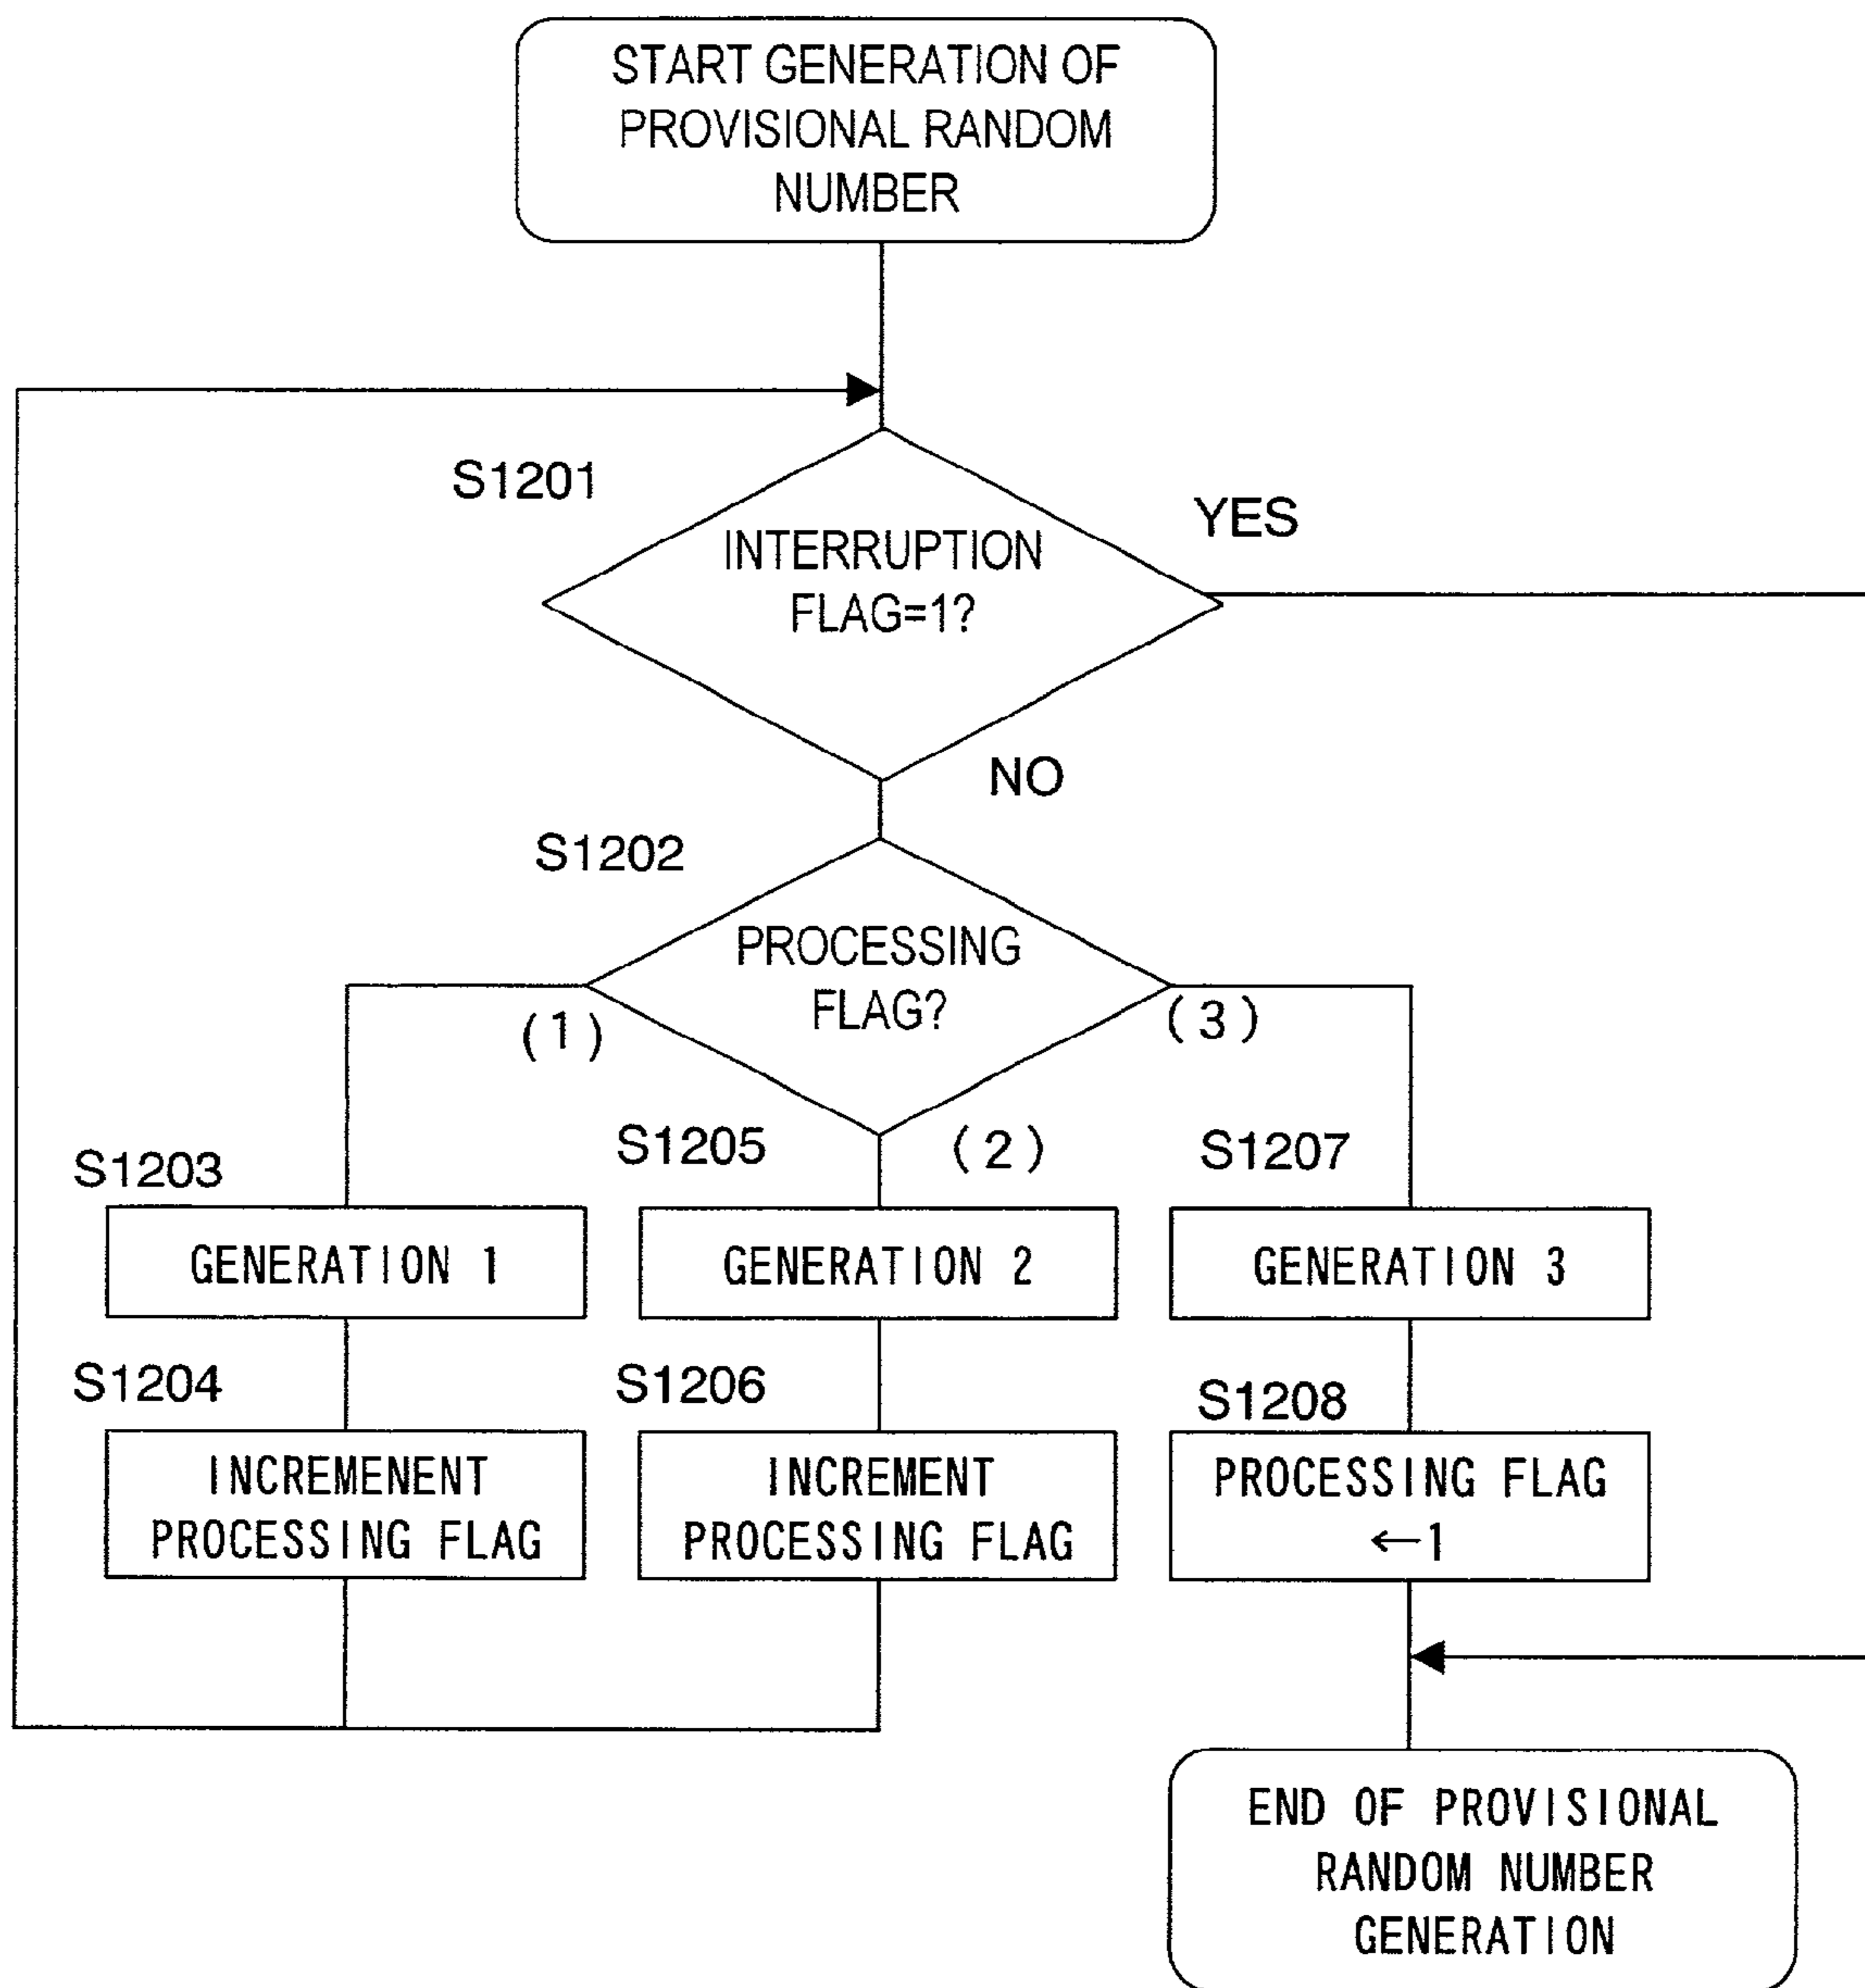 START GENERATION OF
PROVISIONAL RANDOM
NUMBER
S1201
INTERRUPTION
FLAG=1?
YES
NO
S1202
PROCESSING
FLAG?
(1)
(3)
(2)
S1203
GENERATION 1
S1204
INCREMENENT
PROCESSING FLAG
S1205
GENERATION 2
S1206
INCREMENT
PROCESSING FLAG
S1207
GENERATION 3
S1208
PROCESSING FLAG
←1
END OF PROVISIONAL
RANDOM NUMBER
GENERATION